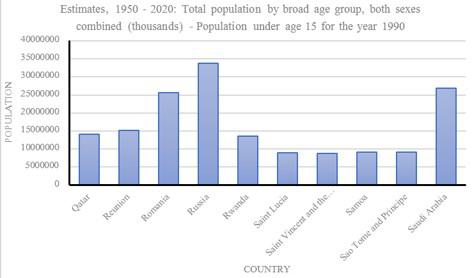 Estimates, 1950 - 2020: Total population by broad age group, both sexes
combined (thousands) - Population under age 15 for the year 1990
40000000
35000000
30000000
25000000
20000000
15000000
10000000
5000000
0
POPULATION
Qatar
Reunion
Romania
Russia
Rwanda
Saint Lucia
Saint Vincent and the…
Samoa
Sao Tome and Principe
Saudi Arabia
COUNTRY